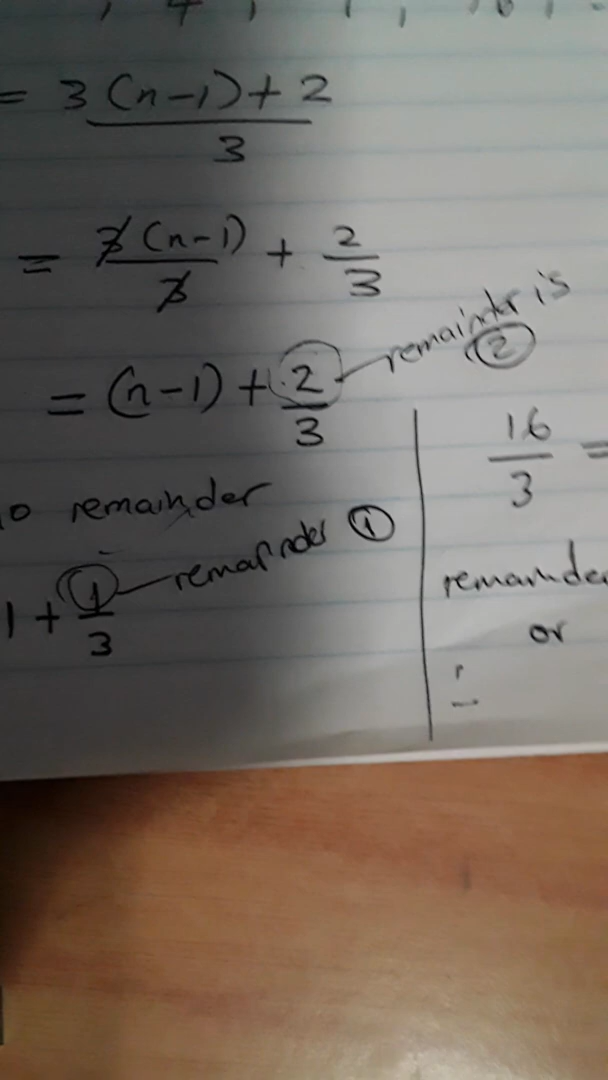 = 3(n-1)+2
3
= 3(n-1) + 2
3 3
= (n-1) + 2 remainder is
3 2
remainder
1 + 1 remainder 1
3
16 =
3
remainder
or